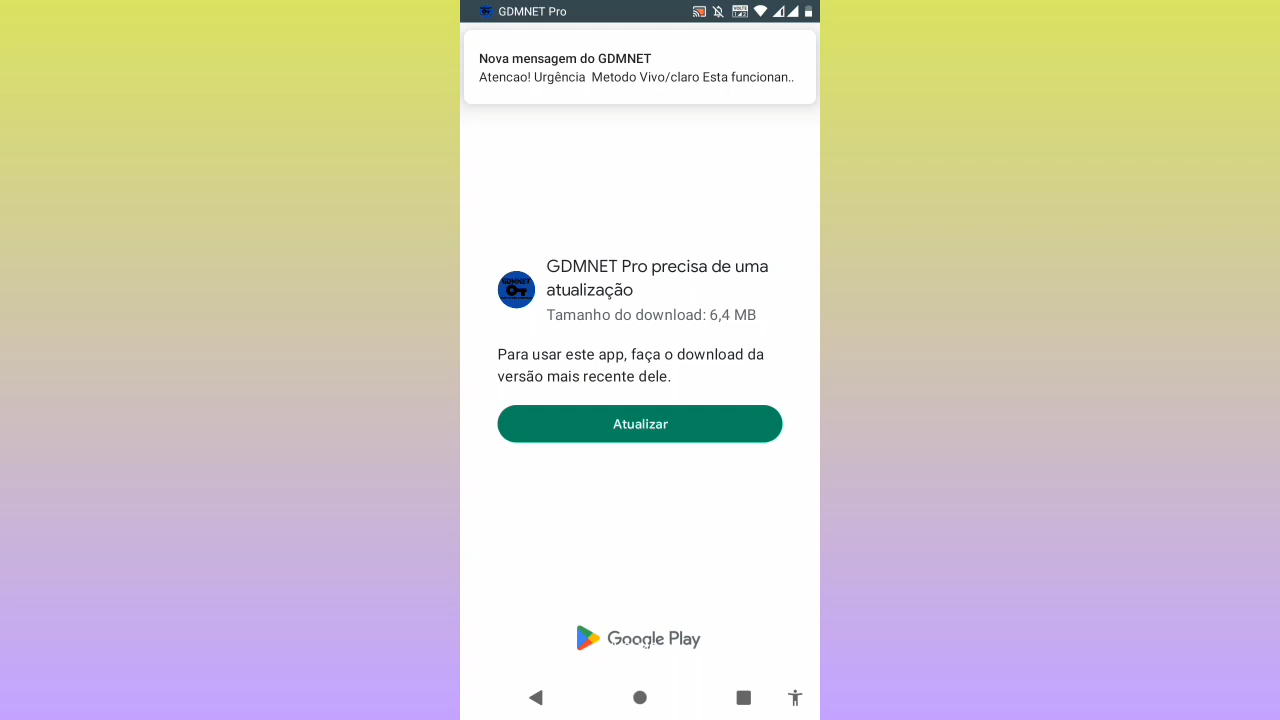 GDMNET Pro
Nova mensagem do GDMNET
Atencao! Urgência  Metodo Vivo/claro Esta funcionan..
GDMNET
GDMNET Pro precisa de uma
atualização
Tamanho do download: 6,4 MB
Para usar este app, faça o download da
versão mais recente dele.
Atualizar
Google Play